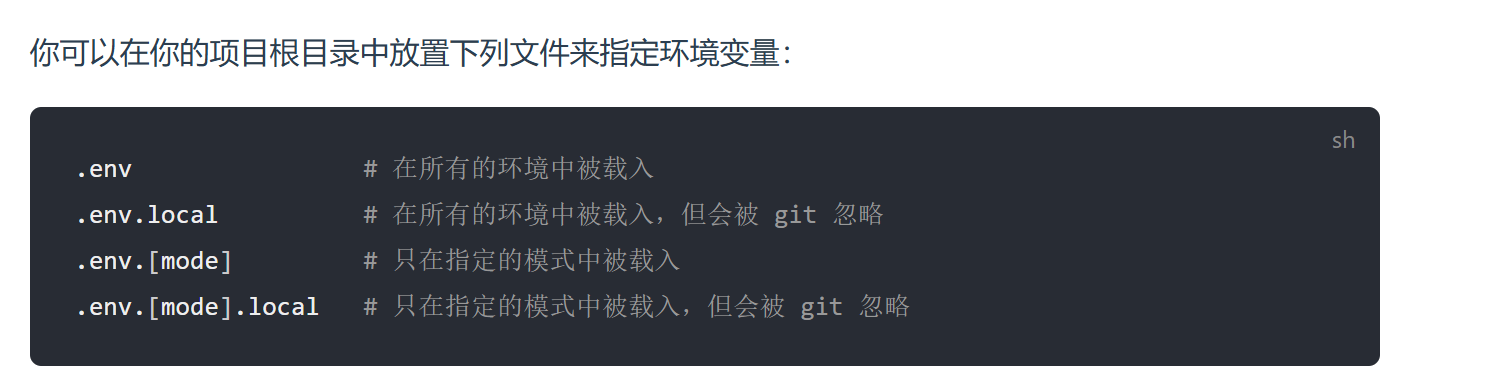 你可以在你的项目根目录中放置下列文件来指定环境变量：
sh
.env                # 在所有的环境中被载入
.env.local          # 在所有的环境中被载入，但会被 git 忽略
.env.[mode]         # 只在指定的模式中被载入
.env.[mode].local   # 只在指定的模式中被载入，但会被 git 忽略